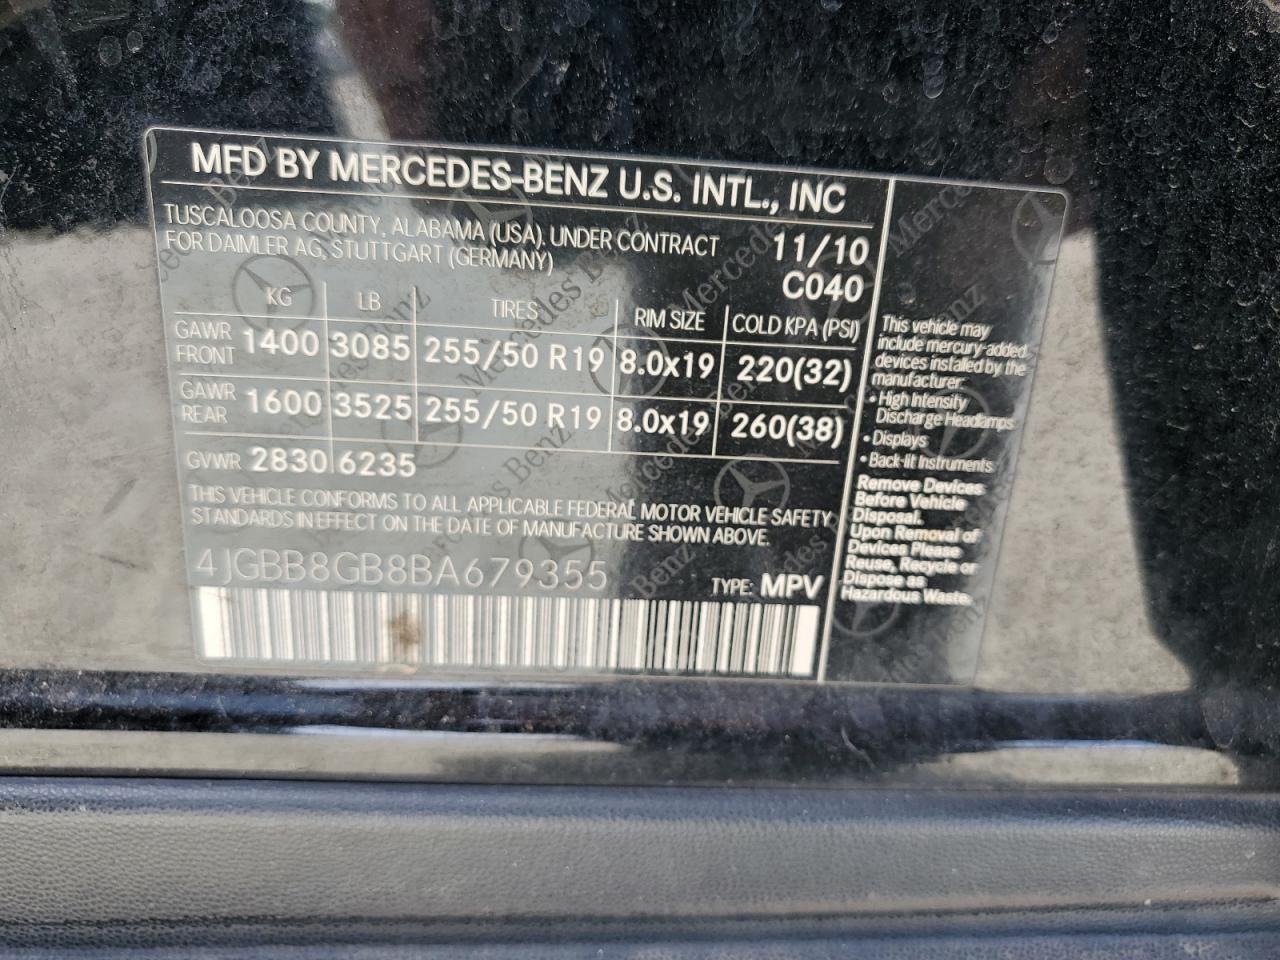 MFD BY MERCEDES-BENZ U.S. INTL., INC
TUSCALOOSA COUNTY, ALABAMA (USA). UNDER CONTRACT
FOR DAIMLER AG, STUTTGART (GERMANY)
11/10
C040
KG LB TIRES RIM SIZE COLD KPA (PSI)
GAWR FRONT 1400 3085 255/50 R19 8.0x19 220(32)
GAWR REAR 1600 3525 255/50 R19 8.0x19 260(38)
GVWR 2830 6235
THIS VEHICLE CONFORMS TO ALL APPLICABLE FEDERAL MOTOR VEHICLE SAFETY
STANDARDS IN EFFECT ON THE DATE OF MANUFACTURE SHOWN ABOVE.
4JGBB8GB8BA679355
TYPE: MPV
This vehicle may
include mercury-added
devices installed by the
manufacturer:
• High Intensity
Discharge Headlamps
• Displays
• Back-lit Instruments
Remove Devices
Before Vehicle
Disposal.
Upon Removal of
Devices Please
Reuse, Recycle or
Dispose as
Hazardous Waste.